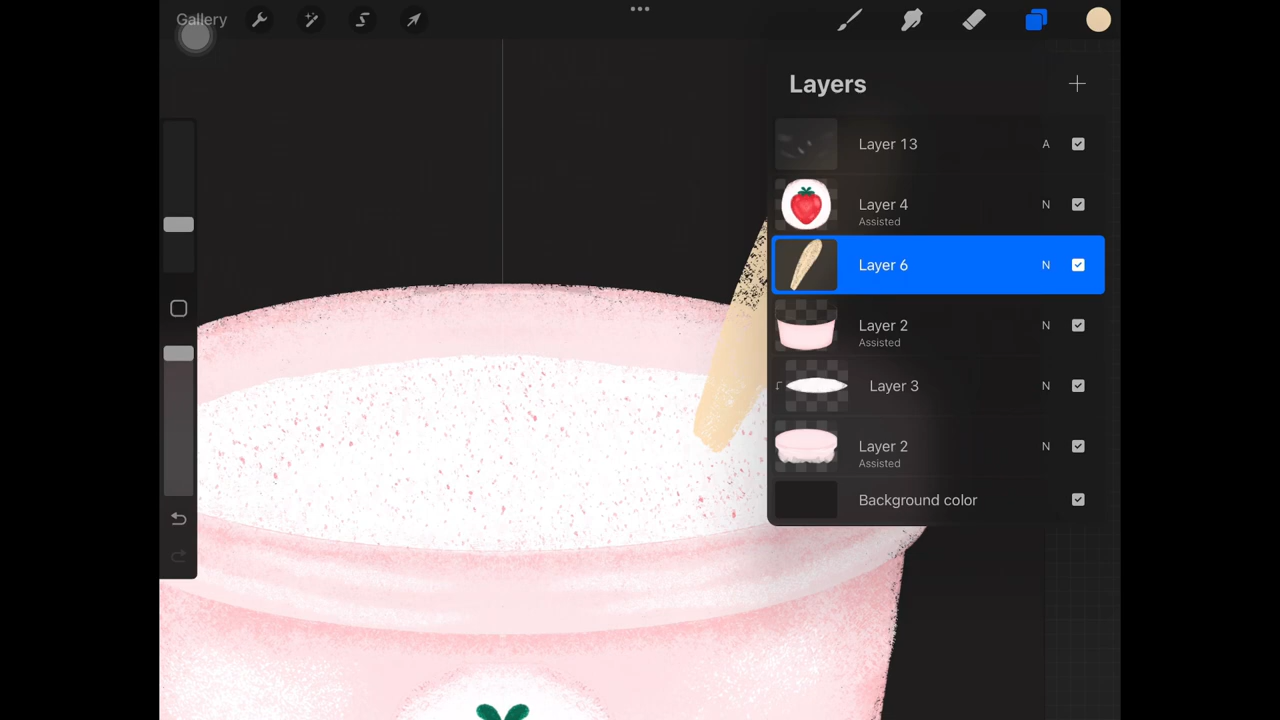 Gallery
Layers
Layer 13
A
Layer 4
Assisted
N
Layer 6
N
Layer 2
Assisted
N
Layer 3
N
Layer 2
Assisted
N
Background color